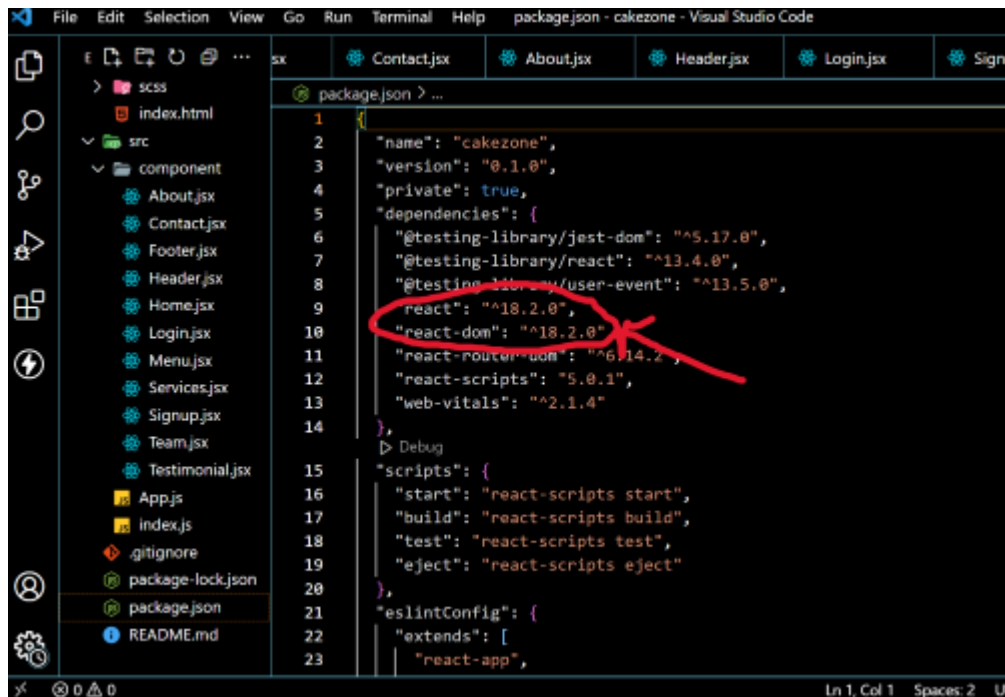 File Edit Selection View Go Run Terminal Help package.json - cakezone - Visual Studio Code
E ... sx Contact.jsx About.jsx Header.jsx Login.jsx Sign
scss
index.html
src
component
About.jsx
Contact.jsx
Footer.jsx
Header.jsx
Home.jsx
Login.jsx
Menu.jsx
Services.jsx
Signup.jsx
Team.jsx
Testimonial.jsx
App.js
index.js
.gitignore
package-lock.json
package.json
README.md
package.json > ...
1 {
2 "name": "cakezone",
3 "version": "0.1.0",
4 "private": true,
5 "dependencies": {
6 "@testing-library/jest-dom": "^5.17.0",
7 "@testing-library/react": "^13.4.0",
8 "@testing-library/user-event": "^13.5.0",
9 "react": "^18.2.0",
10 "react-dom": "^18.2.0"
11 "react-router-dom": "^6.14.2",
12 "react-scripts": "5.0.1",
13 "web-vitals": "^2.1.4"
14 },
Debug
15 "scripts": {
16 "start": "react-scripts start",
17 "build": "react-scripts build",
18 "test": "react-scripts test",
19 "eject": "react-scripts eject"
20 },
21 "eslintConfig": {
22 "extends": [
23 "react-app",
0 0 Ln 1, Col 1 Spaces: 2 U